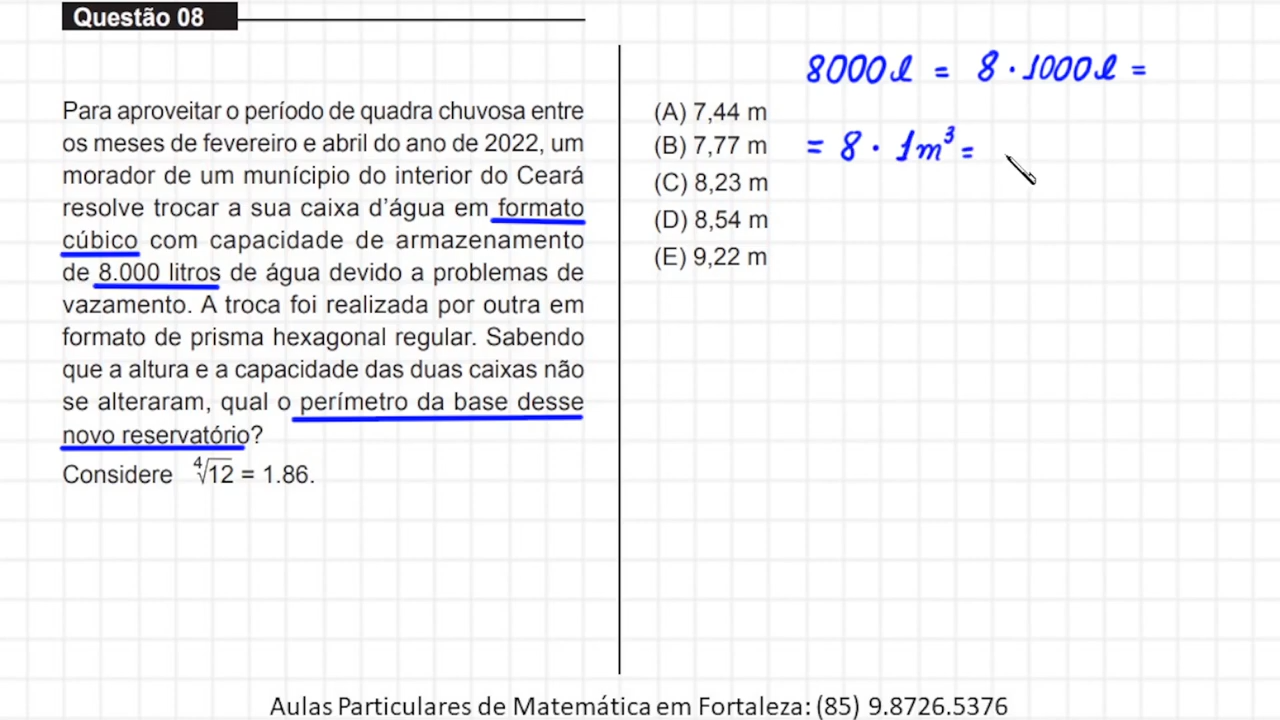 Questão 08
Para aproveitar o período de quadra chuvosa entre
os meses de fevereiro e abril do ano de 2022, um
morador de um munícipio do interior do Ceará
resolve trocar a sua caixa d'água em formato
cúbico com capacidade de armazenamento
de 8.000 litros de água devido a problemas de
vazamento. A troca foi realizada por outra em
formato de prisma hexagonal regular. Sabendo
que a altura e a capacidade das duas caixas não
se alteraram, qual o perímetro da base desse
novo reservatório?
Considere ∜12 = 1.86.
(A) 7,44 m
(B) 7,77 m
(C) 8,23 m
(D) 8,54 m
(E) 9,22 m
8000l = 8 · 1000l =
= 8 · 1m³ =
Aulas Particulares de Matemática em Fortaleza: (85) 9.8726.5376